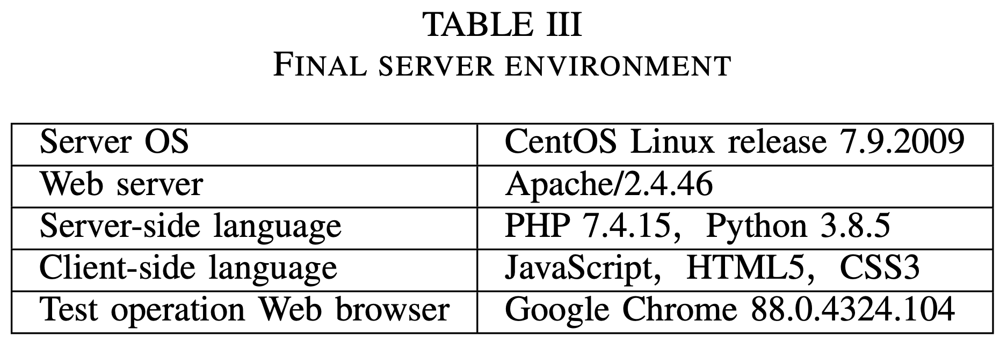 TABLE III
FINAL SERVER ENVIRONMENT
Server OS CentOS Linux release 7.9.2009
Web server Apache/2.4.46
Server-side language PHP 7.4.15, Python 3.8.5
Client-side language JavaScript, HTML5, CSS3
Test operation Web browser Google Chrome 88.0.4324.104